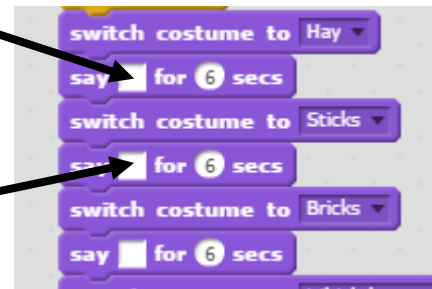 switch costume to Hay
say for 6 secs
switch costume to Sticks
say for 6 secs
switch costume to Bricks
say for 6 secs